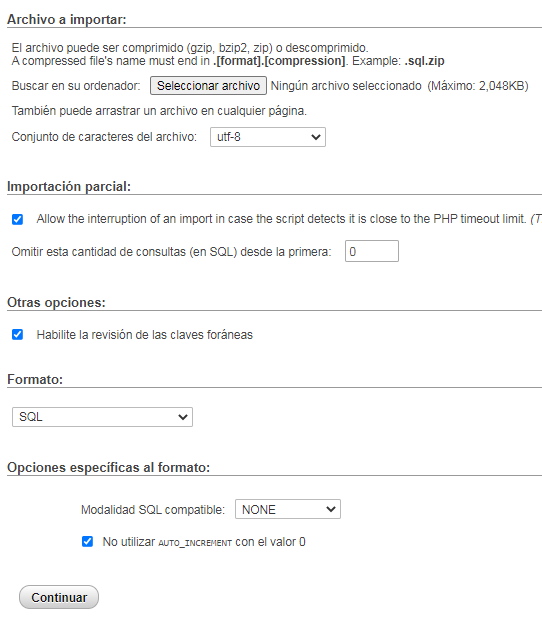 Archivo a importar:
El archivo puede ser comprimido (gzip, bzip2, zip) o descomprimido.
A compressed file's name must end in .[format].[compression]. Example: .sql.zip
Buscar en su ordenador: Seleccionar archivo Ningún archivo seleccionado (Máximo: 2,048KB)
También puede arrastrar un archivo en cualquier página.
Conjunto de caracteres del archivo: utf-8
Importación parcial:
Allow the interruption of an import in case the script detects it is close to the PHP timeout limit. (T
Omitir esta cantidad de consultas (en SQL) desde la primera: 0
Otras opciones:
Habilite la revisión de las claves foráneas
Formato:
SQL
Opciones específicas al formato:
Modalidad SQL compatible: NONE
No utilizar AUTO_INCREMENT con el valor 0
Continuar